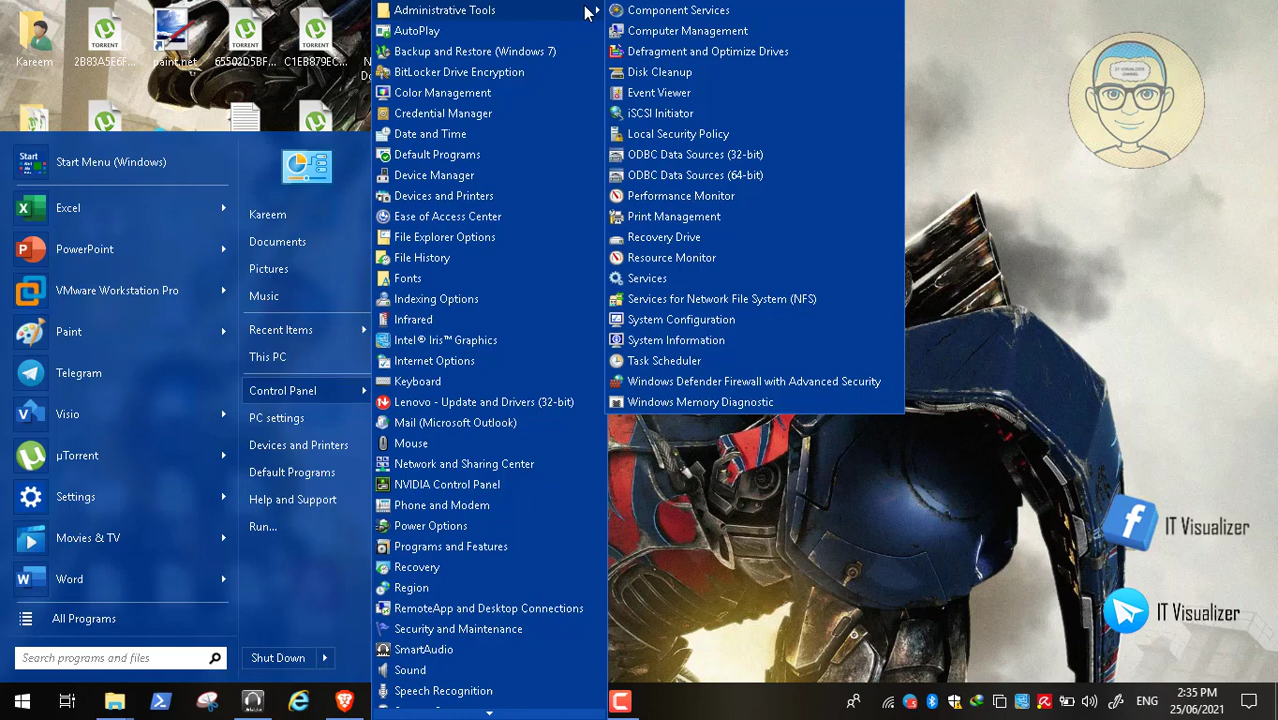 Kareem
TORRENT
2B83A5E6F...
paint.net
TORRENT
65502D5BF...
TORRENT
C1EB879EC...
Start
Start Menu (Windows)
Excel
PowerPoint
VMware Workstation Pro
Paint
Telegram
Visio
µTorrent
Settings
Movies & TV
Word
All Programs
Search programs and files
Kareem
Documents
Pictures
Music
Recent Items
This PC
Control Panel
PC settings
Devices and Printers
Default Programs
Help and Support
Run...
Shut Down
Administrative Tools
AutoPlay
Backup and Restore (Windows 7)
BitLocker Drive Encryption
Color Management
Credential Manager
Date and Time
Default Programs
Device Manager
Devices and Printers
Ease of Access Center
File Explorer Options
File History
Fonts
Indexing Options
Infrared
Intel® Iris™ Graphics
Internet Options
Keyboard
Lenovo - Update and Drivers (32-bit)
Mail (Microsoft Outlook)
Mouse
Network and Sharing Center
NVIDIA Control Panel
Phone and Modem
Power Options
Programs and Features
Recovery
Region
RemoteApp and Desktop Connections
Security and Maintenance
SmartAudio
Sound
Speech Recognition
Component Services
Computer Management
Defragment and Optimize Drives
Disk Cleanup
Event Viewer
iSCSI Initiator
Local Security Policy
ODBC Data Sources (32-bit)
ODBC Data Sources (64-bit)
Performance Monitor
Print Management
Recovery Drive
Resource Monitor
Services
Services for Network File System (NFS)
System Configuration
System Information
Task Scheduler
Windows Defender Firewall with Advanced Security
Windows Memory Diagnostic
IT VISUALIZER
CHANNEL
IT Visualizer
IT Visualizer
ENG
2:35 PM
25/06/2021